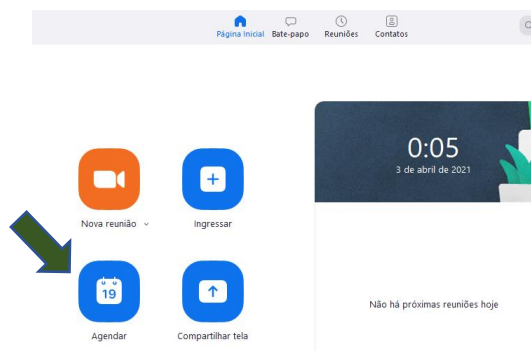 Página Inicial Bate-papo Reuniões Contatos
0:05
3 de abril de 2021
Nova reunião Ingressar
19
Agendar Compartilhar tela
Não há próximas reuniões hoje